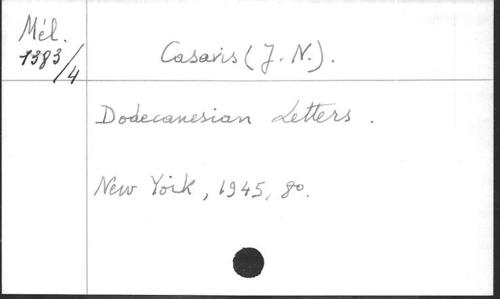 Mél.
1383/4
Casavis (J. N.).
Dodecanesian Letters.
New York, 1945, 8o.